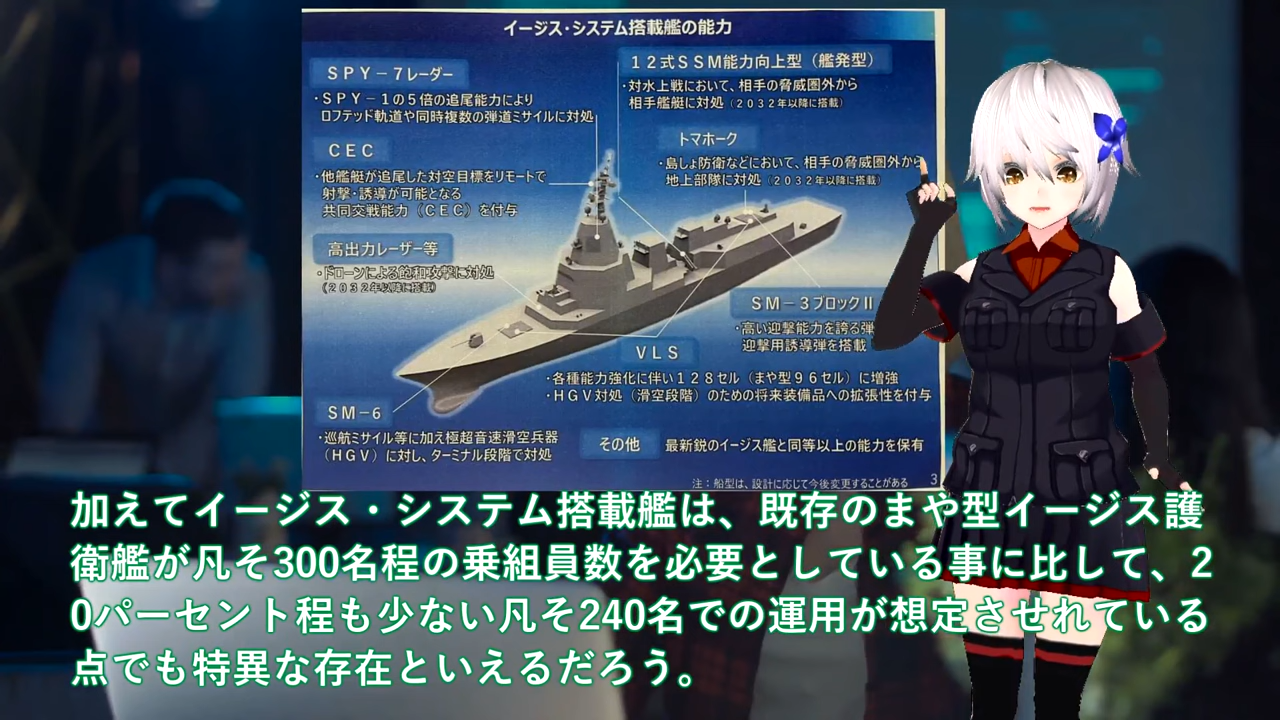 イージス・システム搭載艦の能力
SPY－7レーダー
・SPY－1の5倍の追尾能力により
ロフテッド軌道や同時複数の弾道ミサイルに対処
CEC
・他艦艇が追尾した対空目標をリモートで
射撃・誘導が可能となる
共同交戦能力（CEC）を付与
高出力レーザー等
・ドローンによる飽和攻撃に対処
（2032年以降に搭載）
12式SSM能力向上型（艦発型）
・対水上戦において、相手の脅威圏外から
相手艦艇に対処（2032年以降に搭載）
トマホーク
・島しょ防衛などにおいて、相手の脅威圏外から
地上部隊に対処（2032年以降に搭載）
SM－3ブロックⅡ
・高い迎撃能力を誇る弾
迎撃用誘導弾を搭載
VLS
・各種能力強化に伴い128セル（まや型96セル）に増強
・HGV対処（滑空段階）のための将来装備品への拡張性を付与
SM－6
・巡航ミサイル等に加え極超音速滑空兵器
（HGV）に対し、ターミナル段階で対処
その他
最新鋭のイージス艦と同等以上の能力を保有
注：船型は、設計に応じて今後変更することがある
3
加えてイージス・システム搭載艦は、既存のまや型イージス護
衛艦が凡そ300名程の乗組員数を必要としている事に比して、2
0パーセント程も少ない凡そ240名での運用が想定させれている
点でも特異な存在といえるだろう。